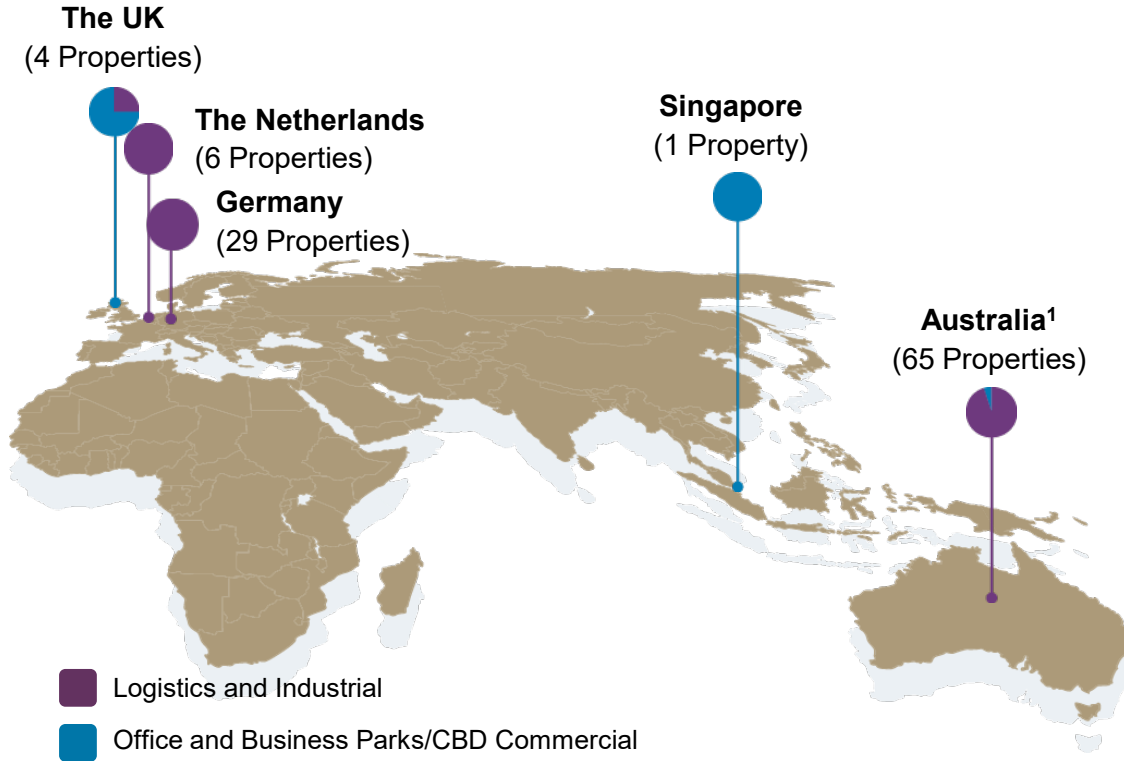 The UK
(4 Properties)
The Netherlands
(6 Properties)
Germany
(29 Properties)
Singapore
(1 Property)
Australia¹
(65 Properties)
Logistics and Industrial
Office and Business Parks/CBD Commercial